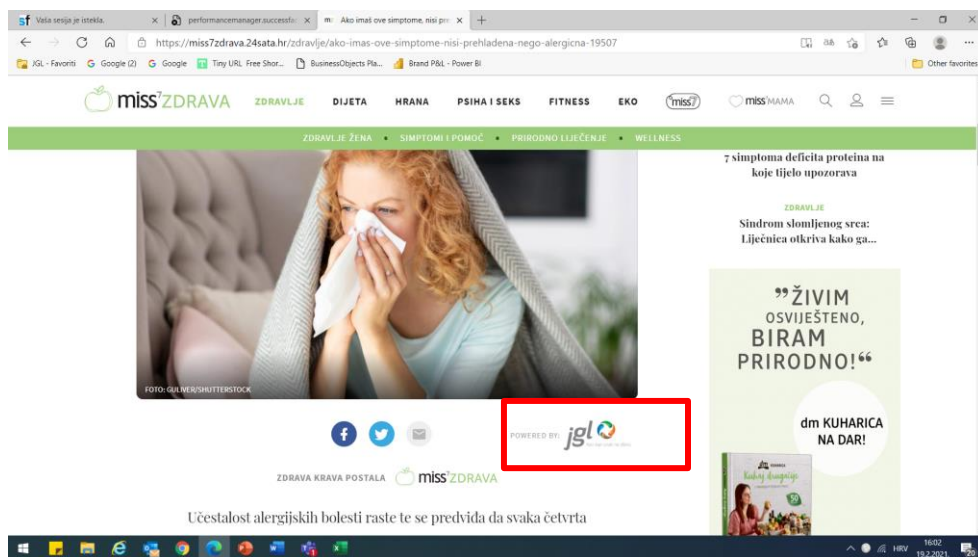 Vaša sesija je istekla.
performancemanager.successfac
Ako imaš ove simptome, nisi pre
https://miss7zdrava.24sata.hr/zdravlje/ako-imas-ove-simptome-nisi-prehladena-nego-alergicna-19507
JGL - Favoriti
Google (2)
Google
Tiny URL Free Shor...
BusinessObjects Pla...
Brand P&L - Power BI
Other favorites
miss7ZDRAVA
ZDRAVLJE
DIJETA
HRANA
PSIHA I SEKS
FITNESS
EKO
miss7
miss7MAMA
ZDRAVLJE ŽENA
SIMPTOMI I POMOĆ
PRIRODNO LIJEČENJE
WELLNESS
FOTO: GULIVER/SHUTTERSTOCK
POWERED BY: jgl
ZDRAVA KRAVA POSTALA miss7ZDRAVA
Učestalost alergijskih bolesti raste te se predviđa da svaka četvrta
7 simptoma deficita proteina na
koje tijelo upozorava
ZDRAVLJE
Sindrom slomljenog srca:
Liječnica otkriva kako ga...
”ŽIVIM
OSVIJEŠTENO,
BIRAM
PRIRODNO!“
dm KUHARICA
NA DAR!
Kuhaj drugačije
50
HRV
16:02
19.2.2021.